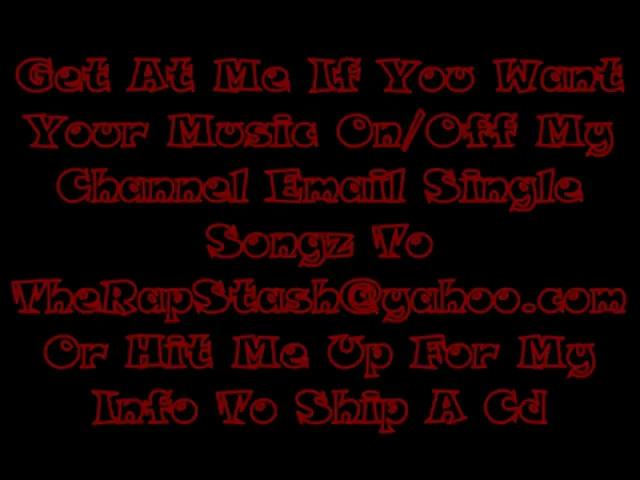 Get At Me If You Want
Your Music On/Off My
Channel Email Single
Songz To
TheRapStash@yahoo.com
Or Hit Me Up For My
Info To Ship A Cd